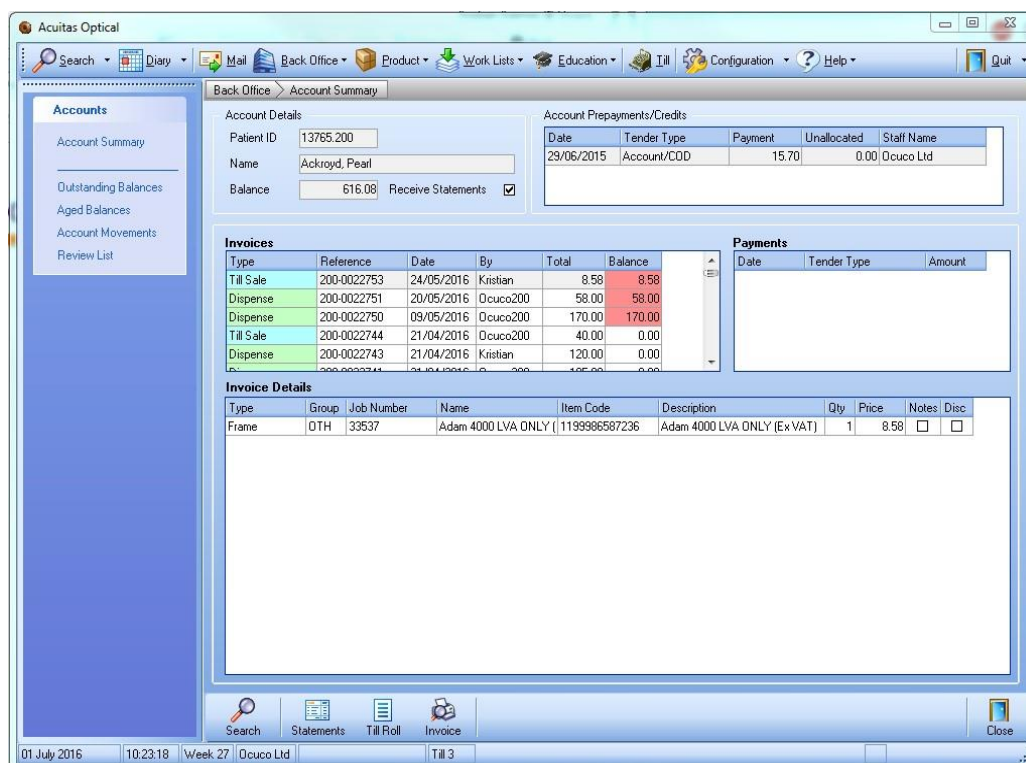 Acuitas Optical
Search Diary Mail Back Office Product Work Lists Education Till Configuration Help Quit
Back Office Account Summary
Accounts
Account Summary
Outstanding Balances
Aged Balances
Account Movements
Review List
Account Details
Patient ID 13765.200
Name Ackroyd, Pearl
Balance 616.08 Receive Statements
Account Prepayments/Credits
Date Tender Type Payment Unallocated Staff Name
29/06/2015 Account/COD 15.70 0.00 Ocuco Ltd
Invoices
Type Reference Date By Total Balance
Till Sale 200-0022753 24/05/2016 Kristian 8.58 8.58
Dispense 200-0022751 20/05/2016 Ocuco200 58.00 58.00
Dispense 200-0022750 09/05/2016 Ocuco200 170.00 170.00
Till Sale 200-0022744 21/04/2016 Ocuco200 40.00 0.00
Dispense 200-0022743 21/04/2016 Kristian 120.00 0.00
Payments
Date Tender Type Amount
Invoice Details
Type Group Job Number Name Item Code Description Qty Price Notes Disc
Frame OTH 33537 Adam 4000 LVA ONLY ( 1199986587236 Adam 4000 LVA ONLY (Ex VAT) 1 8.58
Search Statements Till Roll Invoice Close
01 July 2016 10:23:18 Week 27 Ocuco Ltd Till 3